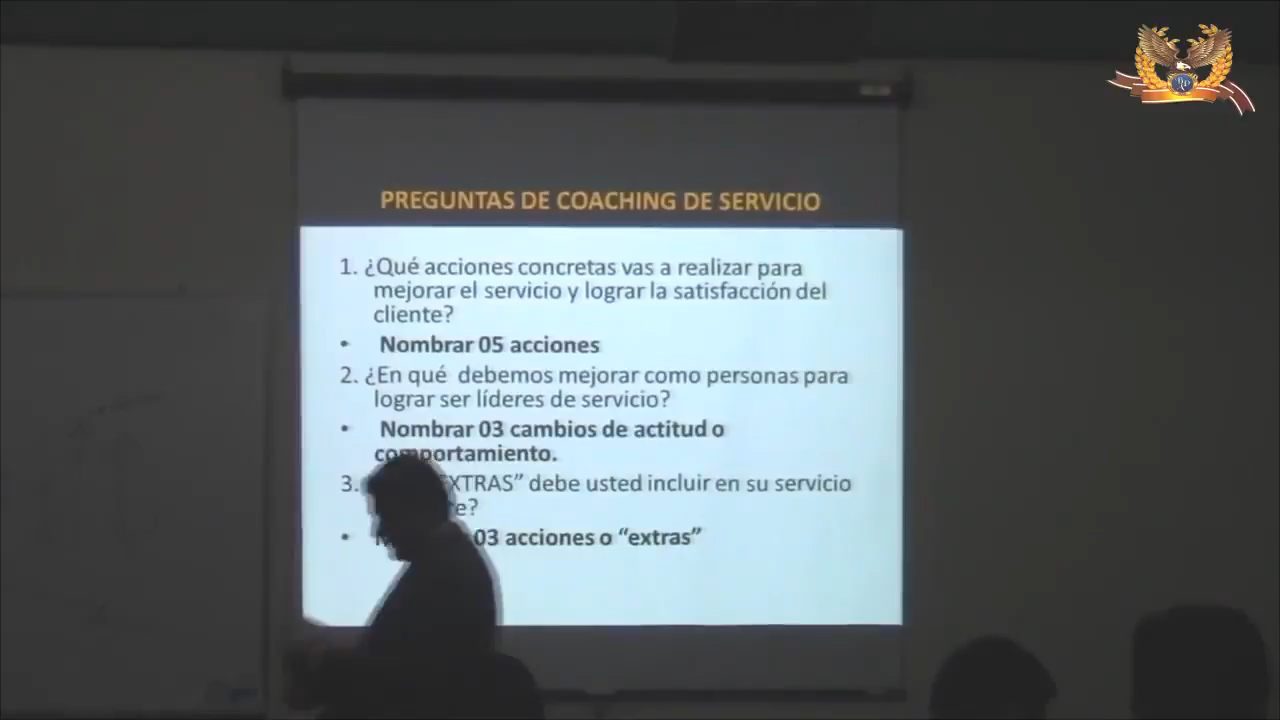 PREGUNTAS DE COACHING DE SERVICIO
1. ¿Qué acciones concretas vas a realizar para
mejorar el servicio y lograr la satisfacción del
cliente?
• Nombrar 05 acciones
2. ¿En qué debemos mejorar como personas para
lograr ser líderes de servicio?
• Nombrar 03 cambios de actitud o
comportamiento.
3. EXTRAS” debe usted incluir en su servicio
• 03 acciones o “extras”